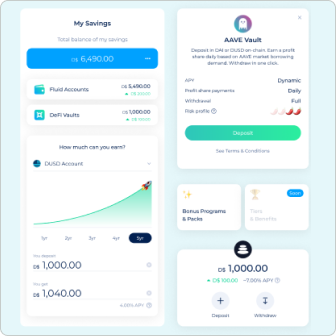 My Savings
Total balance of my savings
D$ 6,490.00
Fluid Accounts
D$ 5,490.00
DeFi Vaults
D$ 1,000.00
How much can you earn?
DUSD Account
1yr 2yr 3yr 4yr 5yr
You deposit
D$ 1,000.00
You get
D$ 1,040.00
4.00% APY
AAVE Vault
Deposit in DAI or DUSD on chain. Earn a profit
share daily based on AAVE market borrowing
demand. Withdraw in one click.
APY Dynamic
Profit share payments Daily
Withdrawal Full
Risk profile
Deposit
See Terms & Conditions
Bonus Programs
& Packs
Soon
Tiers
& Benefits
D$ 1,000.00
D$ 100.00 ~7.00% APY
Deposit
Withdraw